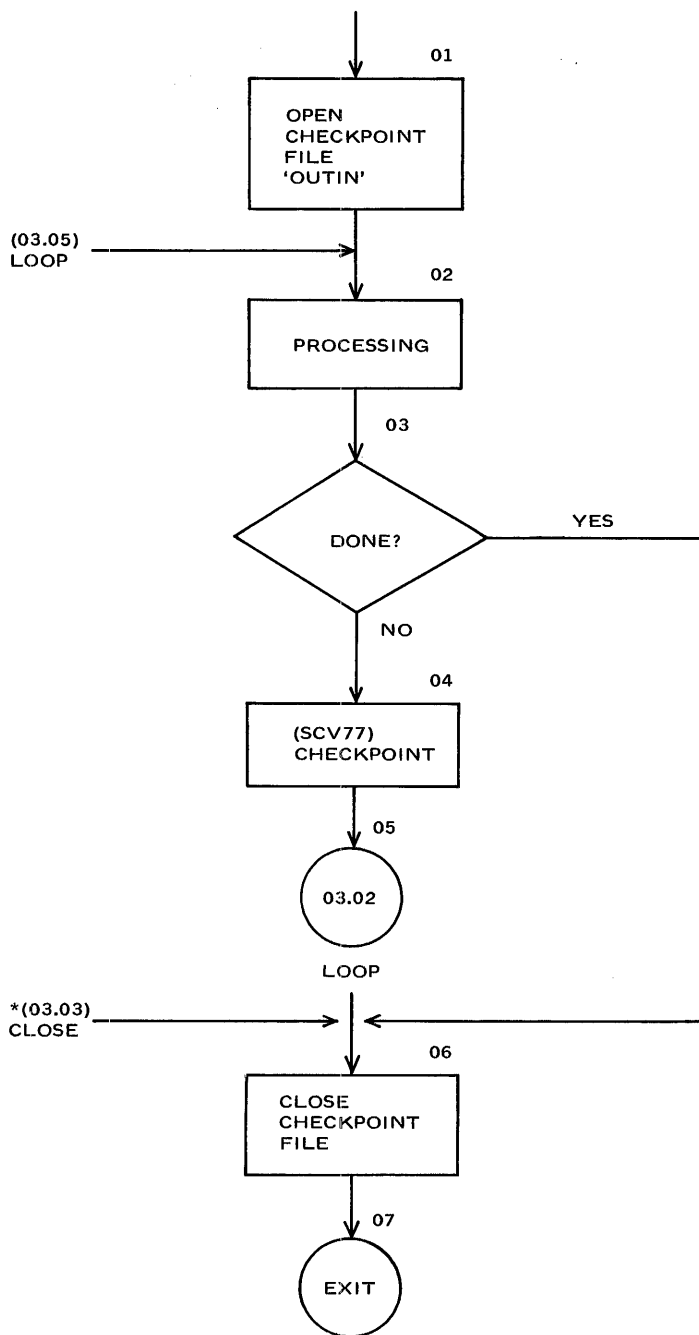 01
OPEN
CHECKPOINT
FILE
‘OUTIN’
(03.05)
LOOP
02
PROCESSING
03
DONE?
YES
NO
04
(SCV77)
CHECKPOINT
05
03.02
LOOP
*(03.03)
CLOSE
06
CLOSE
CHECKPOINT
FILE
07
EXIT